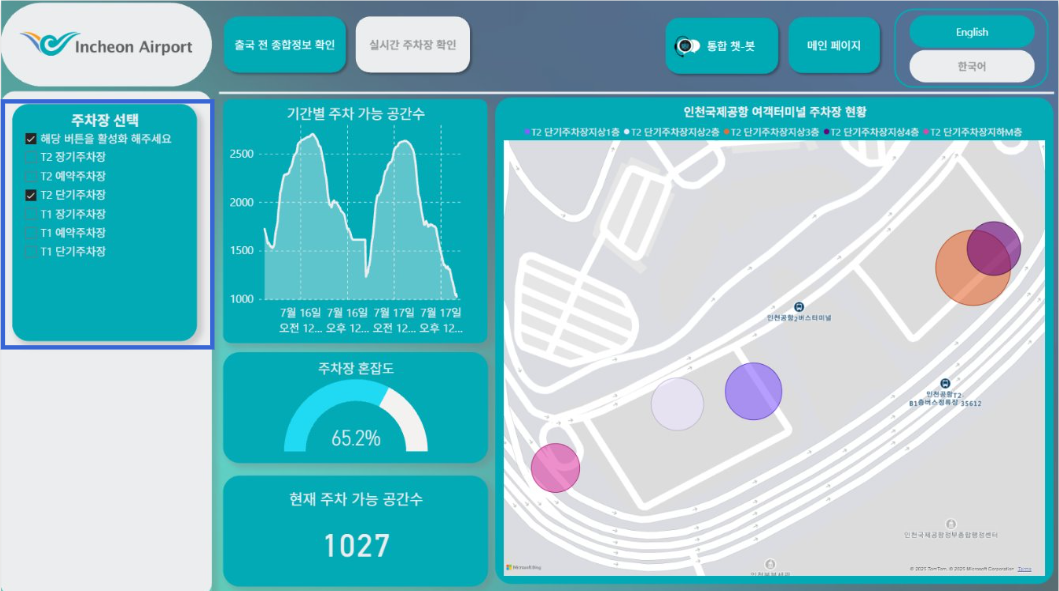 Incheon Airport
출국 전 종합정보 확인
실시간 주차장 확인
통합 챗-봇
메인 페이지
English
한국어
주차장 선택
해당 버튼을 활성화 해주세요
T2 장기주차장
T2 예약주차장
T2 단기주차장
T1 장기주차장
T1 예약주차장
T1 단기주차장
기간별 주차 가능 공간수
2500
2000
1500
1000
7월 16일 7월 16일 7월 17일 7월 17일
오전 12... 오후 12... 오전 12... 오후 12...
주차장 혼잡도
65.2%
현재 주차 가능 공간수
1027
인천국제공항 여객터미널 주차장 현황
T2 단기주차장지상1층 T2 단기주차장지상2층 T2 단기주차장지상3층 T2 단기주차장지상4층 T2 단기주차장지하M층
인천공항2버스터미널
인천공항T2
B1층버스정류장 35612
인천국제공항정부종합행정센터
Microsoft Bing
© 2025 TomTom, © 2025 Microsoft Corporation Terms